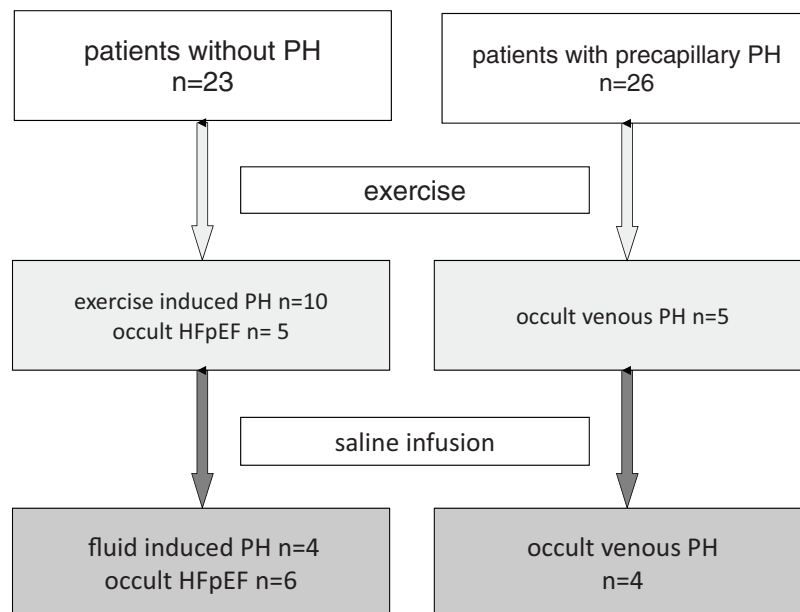 patients without PH
n=23
patients with precapillary PH
n=26
exercise
exercise induced PH n=10
occult HFpEF n= 5
occult venous PH n=5
saline infusion
fluid induced PH n=4
occult HFpEF n=6
occult venous PH
n=4